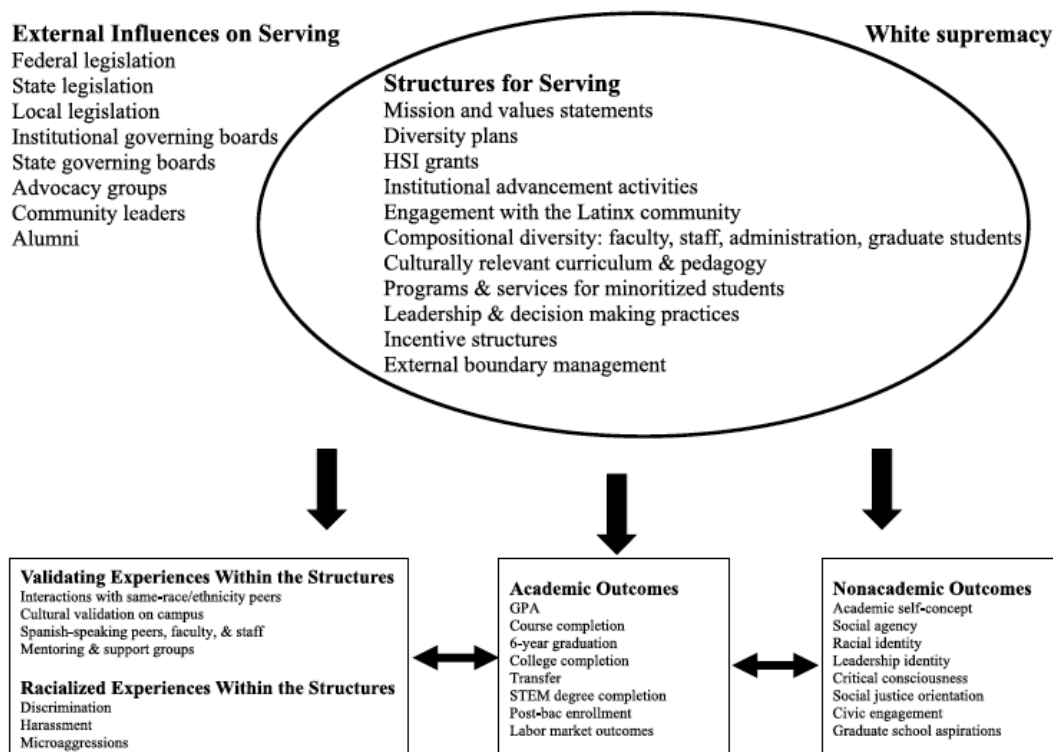 External Influences on Serving
Federal legislation
State legislation
Local legislation
Institutional governing boards
State governing boards
Advocacy groups
Community leaders
Alumni
White supremacy
Structures for Serving
Mission and values statements
Diversity plans
HSI grants
Institutional advancement activities
Engagement with the Latinx community
Compositional diversity: faculty, staff, administration, graduate students
Culturally relevant curriculum & pedagogy
Programs & services for minoritized students
Leadership & decision making practices
Incentive structures
External boundary management
Validating Experiences Within the Structures
Interactions with same-race/ethnicity peers
Cultural validation on campus
Spanish-speaking peers, faculty, & staff
Mentoring & support groups
Racialized Experiences Within the Structures
Discrimination
Harassment
Microaggressions
Academic Outcomes
GPA
Course completion
6-year graduation
College completion
Transfer
STEM degree completion
Post-bac enrollment
Labor market outcomes
Nonacademic Outcomes
Academic self-concept
Social agency
Racial identity
Leadership identity
Critical consciousness
Social justice orientation
Civic engagement
Graduate school aspirations